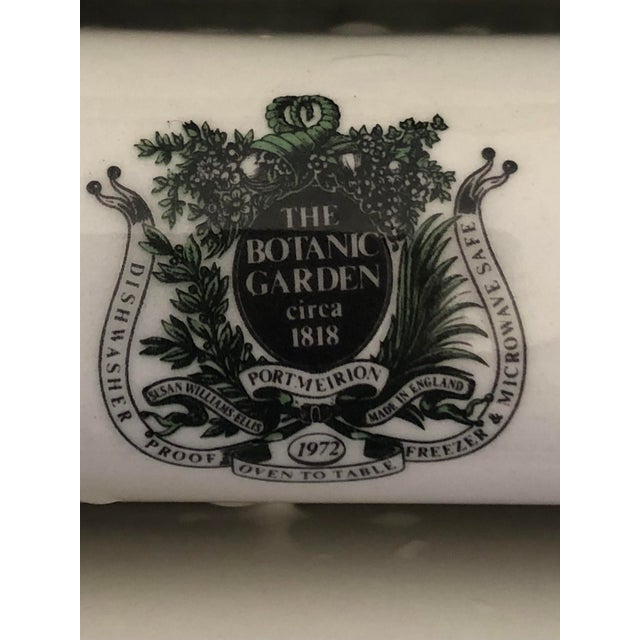 THE
BOTANIC
GARDEN
circa
1818
PORTMEIRION
SUSAN WILLIAMS-ELLIS
MADE IN ENGLAND
DISHWASHER PROOF
1972
FREEZER & MICROWAVE SAFE
OVEN TO TABLE